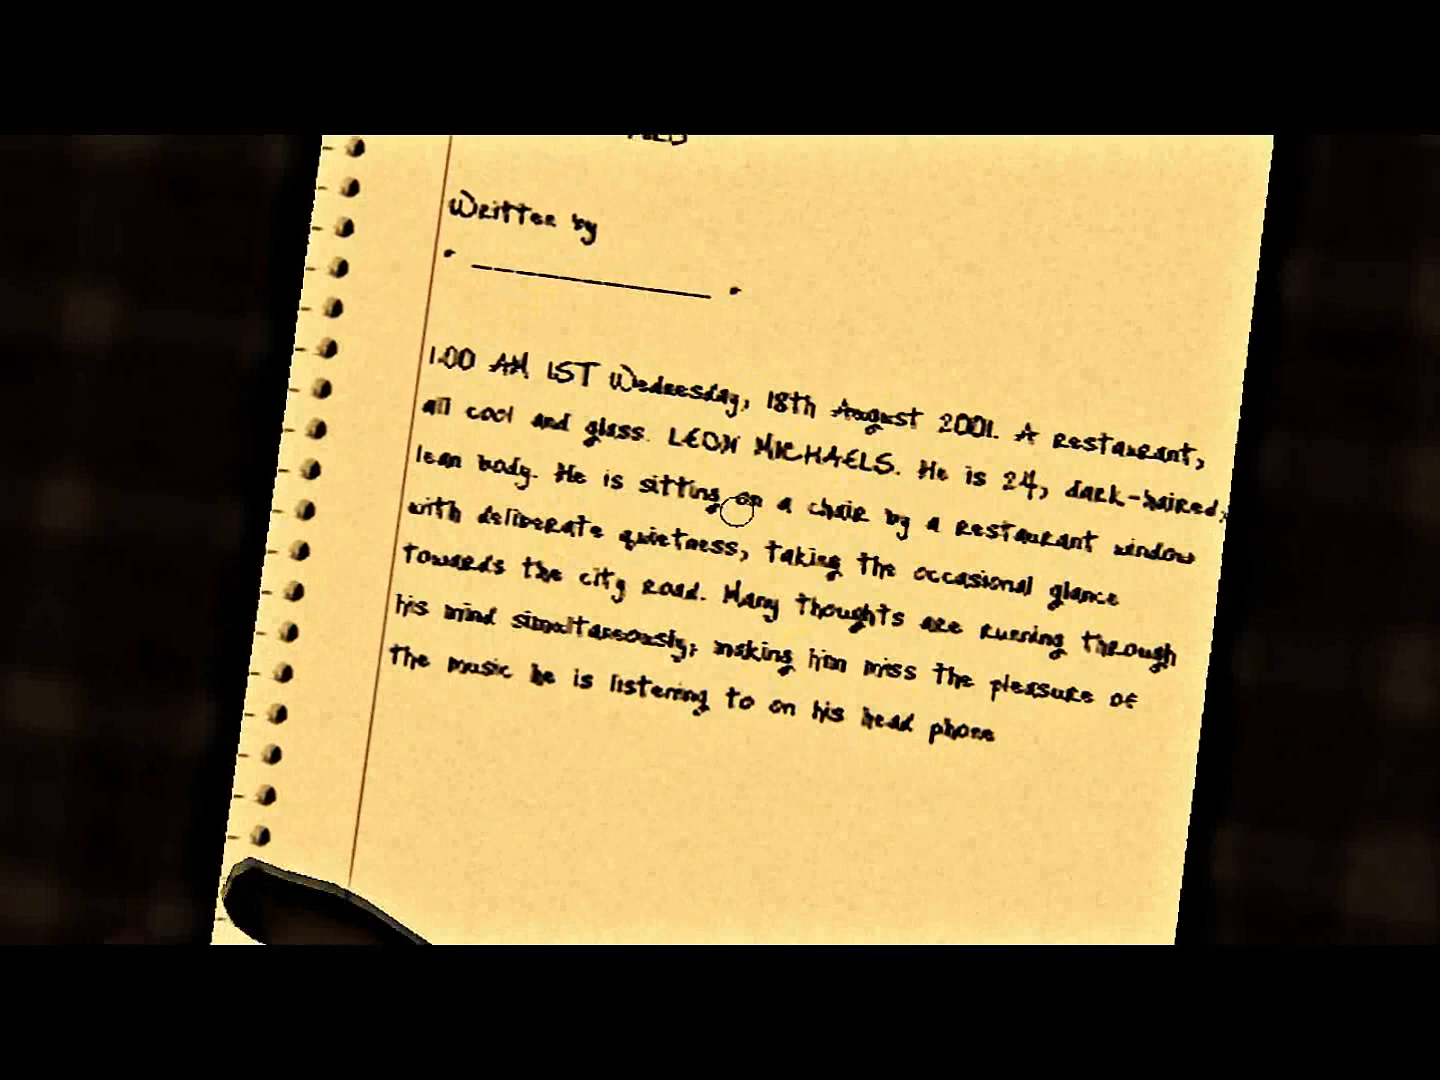 Written by
1.00 AM IST Wednesday, 18th August 2001. A restaurant,
all cool and glass. LEON MICHAELS. He is 24, dark-haired,
lean body. He is sitting on a chair by a restaurant window
with deliberate quietness, taking the occasional glance
towards the city road. Many thoughts are running through
his mind simultaneously, making him miss the pleasure of
the music he is listening to on his head phone